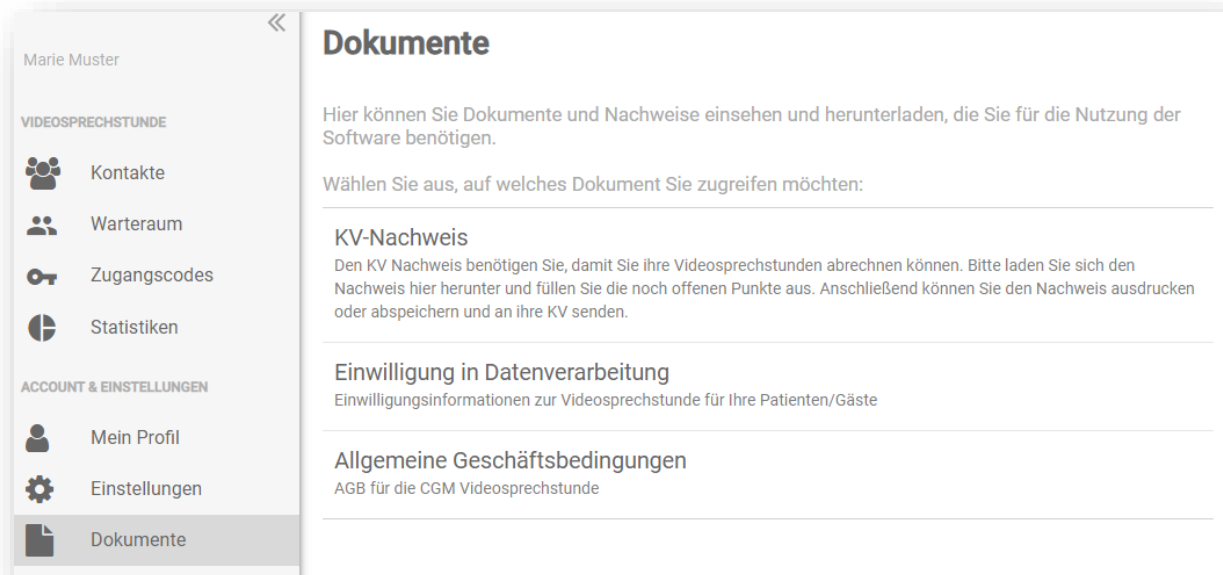 Marie Muster
VIDEOSPRECHSTUNDE
Kontakte
Warteraum
Zugangscodes
Statistiken
ACCOUNT & EINSTELLUNGEN
Mein Profil
Einstellungen
Dokumente
Dokumente
Hier können Sie Dokumente und Nachweise einsehen und herunterladen, die Sie für die Nutzung der
Software benötigen.
Wählen Sie aus, auf welches Dokument Sie zugreifen möchten:
KV-Nachweis
Den KV Nachweis benötigen Sie, damit Sie ihre Videosprechstunden abrechnen können. Bitte laden Sie sich den
Nachweis hier herunter und füllen Sie die noch offenen Punkte aus. Anschließend können Sie den Nachweis ausdrucken
oder abspeichern und an ihre KV senden.
Einwilligung in Datenverarbeitung
Einwilligungsinformationen zur Videosprechstunde für Ihre Patienten/Gäste
Allgemeine Geschäftsbedingungen
AGB für die CGM Videosprechstunde